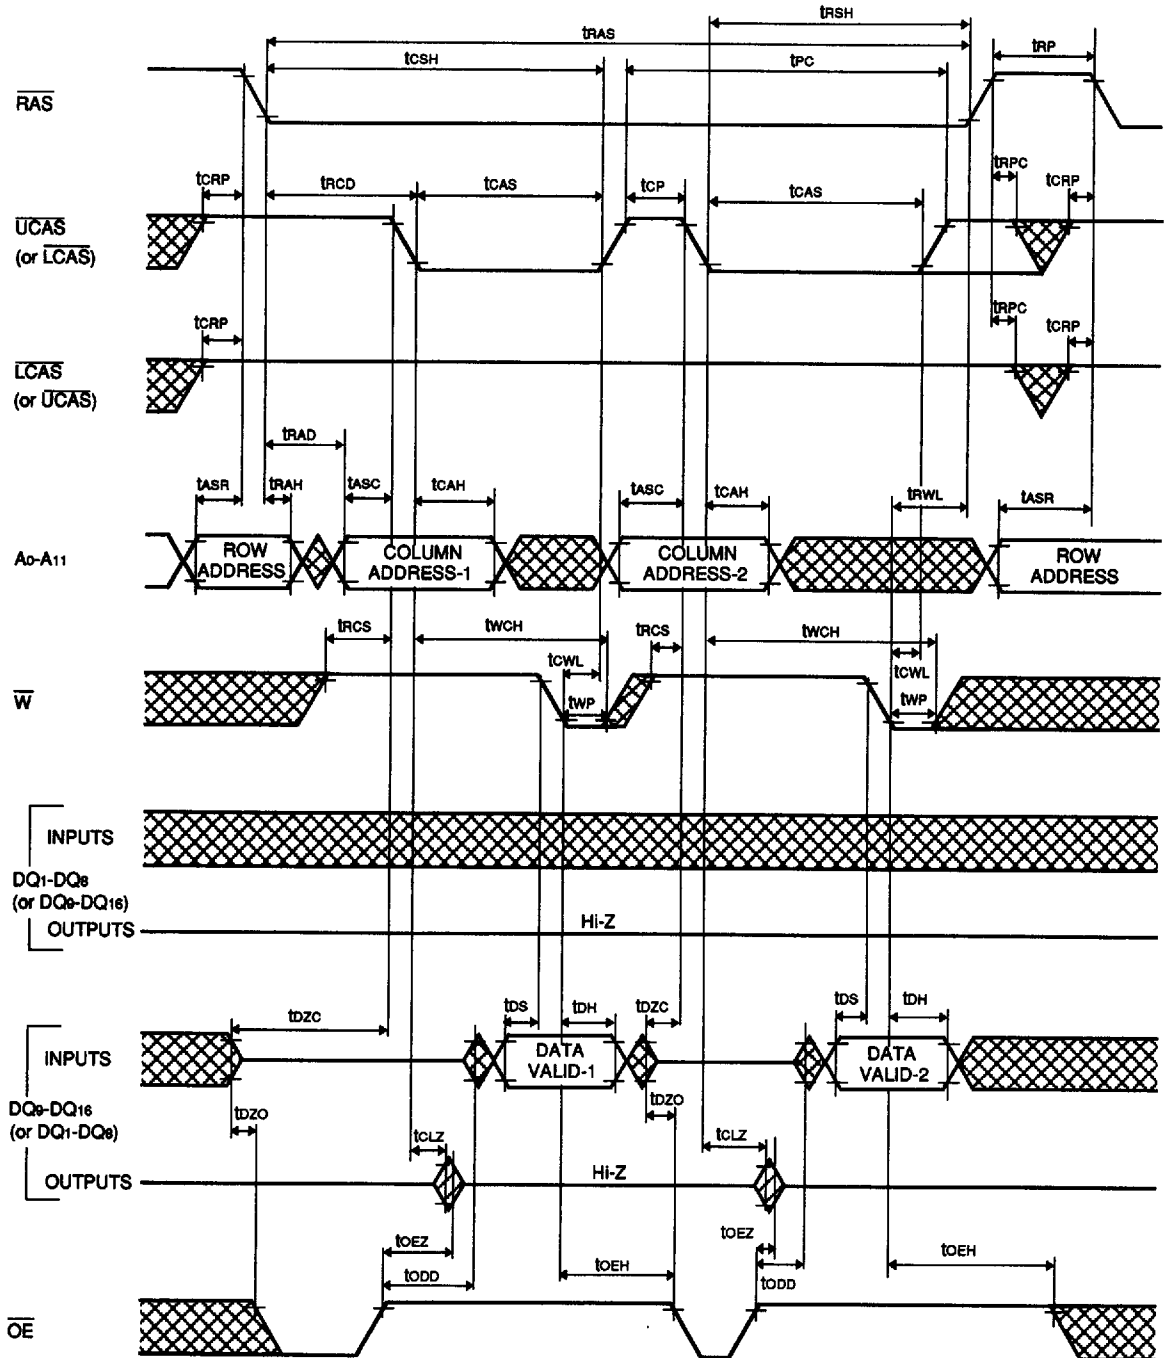 tRSH
tRAS
tRP
tCSH
tPC
RAS
tRPC
tCRP
tRCD
tCAS
tCP
tCAS
tCRP
UCAS
(or LCAS)
tCRP
tRPC
tCRP
LCAS
(or UCAS)
tRAD
tASR
tRAH
tASC
tCAH
tASC
tCAH
tRWL
tASR
A0-A11
ROW
ADDRESS
COLUMN
ADDRESS-1
COLUMN
ADDRESS-2
ROW
ADDRESS
tRCS
tWCH
tRCS
tWCH
tCWL
tCWL
W
tWP
tWP
INPUTS
DQ1-DQ8
(or DQ9-DQ16)
OUTPUTS
Hi-Z
tDZC
tDS
tDH
tDZC
tDS
tDH
INPUTS
DATA
VALID-1
DATA
VALID-2
DQ9-DQ16
(or DQ1-DQ8)
tDZO
tDZO
tCLZ
tCLZ
OUTPUTS
Hi-Z
tOEZ
tODD
tOEH
tOEZ
tODD
tOEH
OE